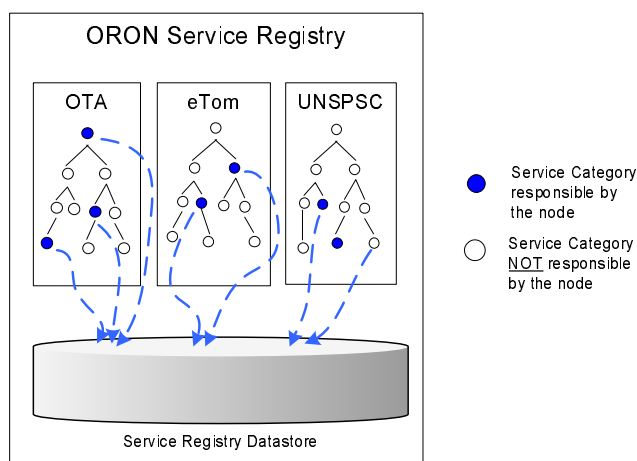 ORON Service Registry
OTA
eTom
UNSPSC
Service Category
responsible by
the node
Service Category
NOT responsible
by the node
Service Registry Datastore